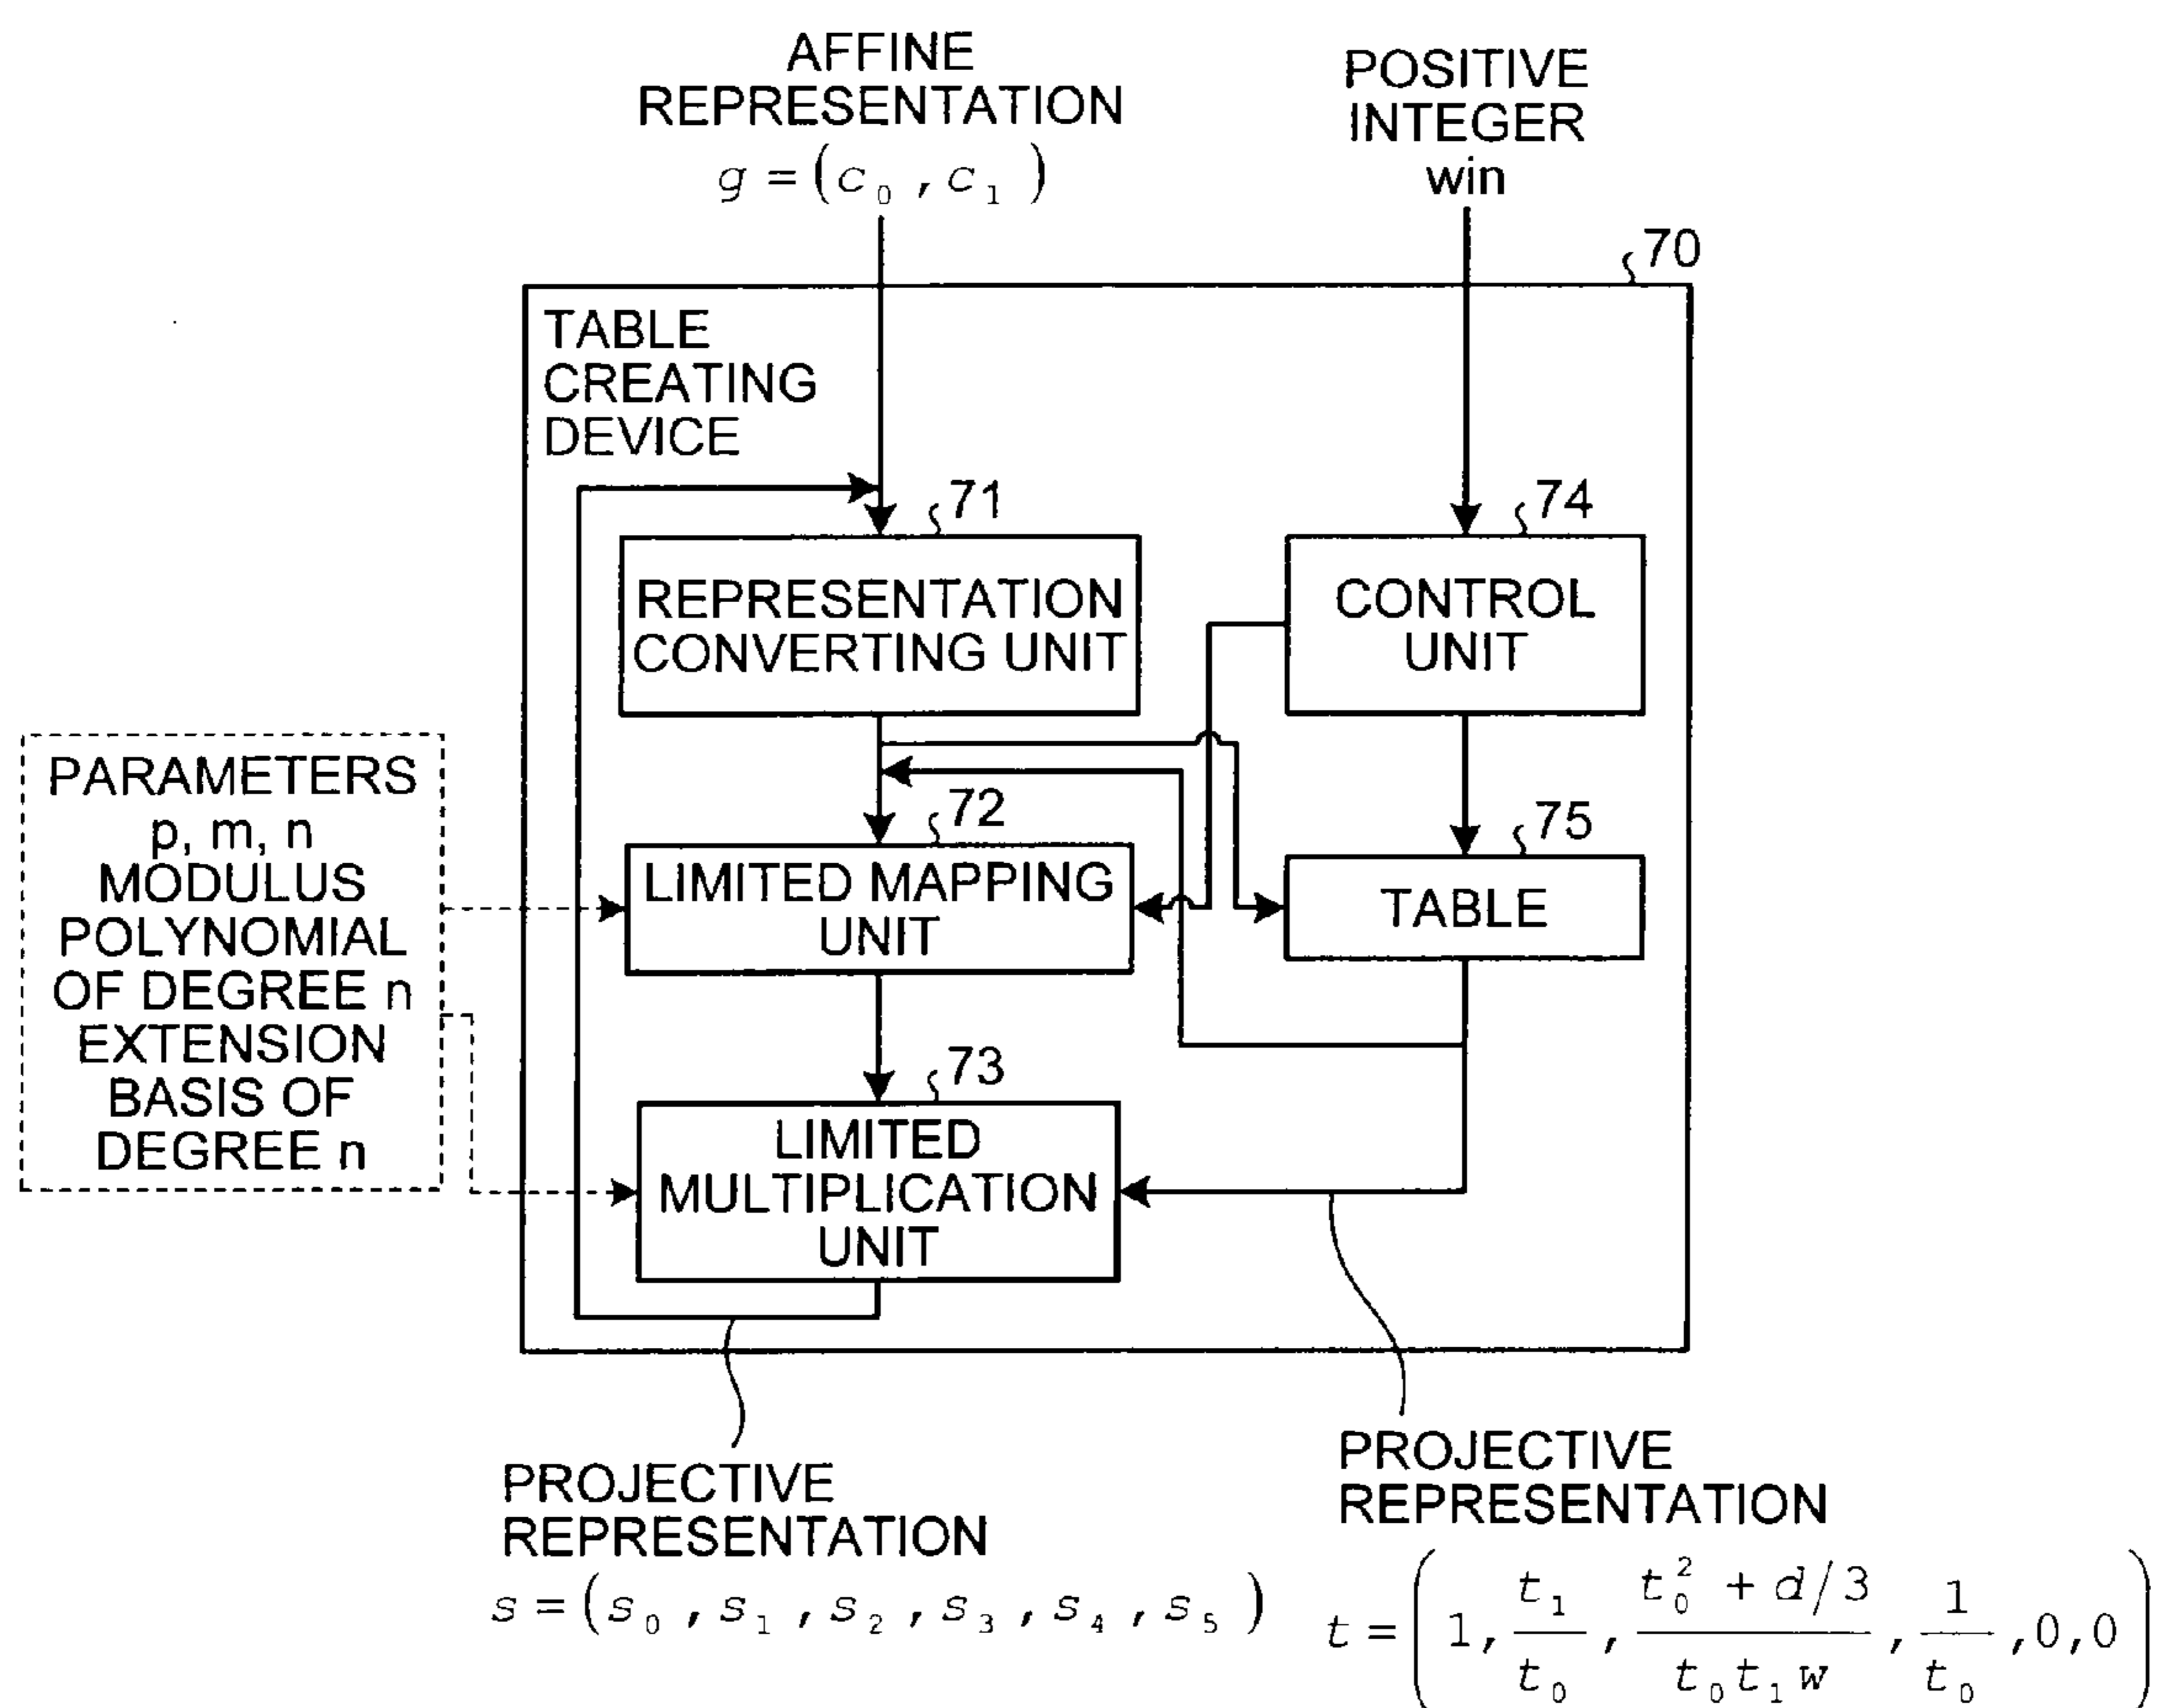 AFFINE
REPRESENTATION
g = (c₀ , c₁ )
POSITIVE
INTEGER
win
70
TABLE
CREATING
DEVICE
71
REPRESENTATION
CONVERTING UNIT
74
CONTROL
UNIT
PARAMETERS
p, m, n
MODULUS
POLYNOMIAL
OF DEGREE n
EXTENSION
BASIS OF
DEGREE n
72
LIMITED MAPPING
UNIT
75
TABLE
73
LIMITED
MULTIPLICATION
UNIT
PROJECTIVE
REPRESENTATION
s = (s₀ , s₁ , s₂ , s₃ , s₄ , s₅ )
PROJECTIVE
REPRESENTATION
t = (1, t₁/t₀ , (t₀² + d/3)/(t₀ t₁ w) , 1/t₀ ,0,0)